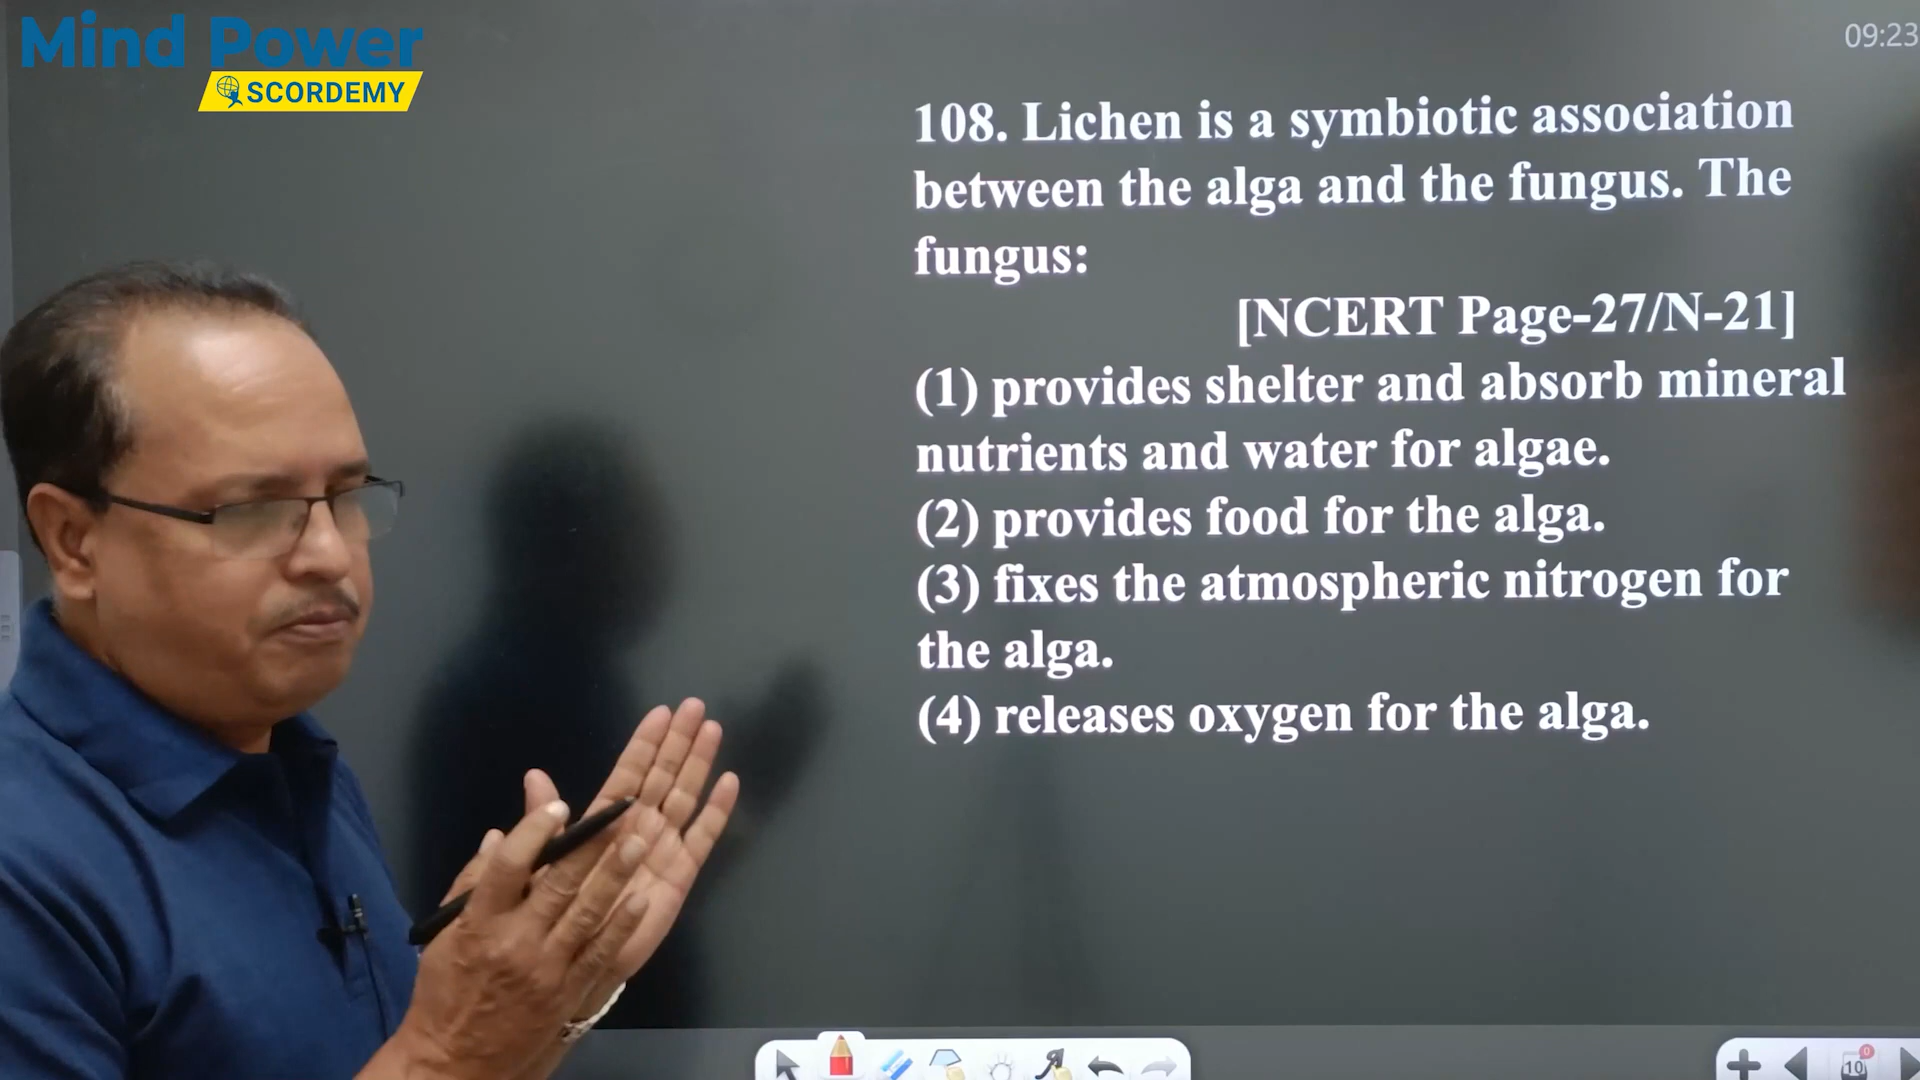 Mind Power
SCORDEMY
09:23
108. Lichen is a symbiotic association
between the alga and the fungus. The
fungus:
[NCERT Page-27/N-21]
(1) provides shelter and absorb mineral
nutrients and water for algae.
(2) provides food for the alga.
(3) fixes the atmospheric nitrogen for
the alga.
(4) releases oxygen for the alga.
10
0